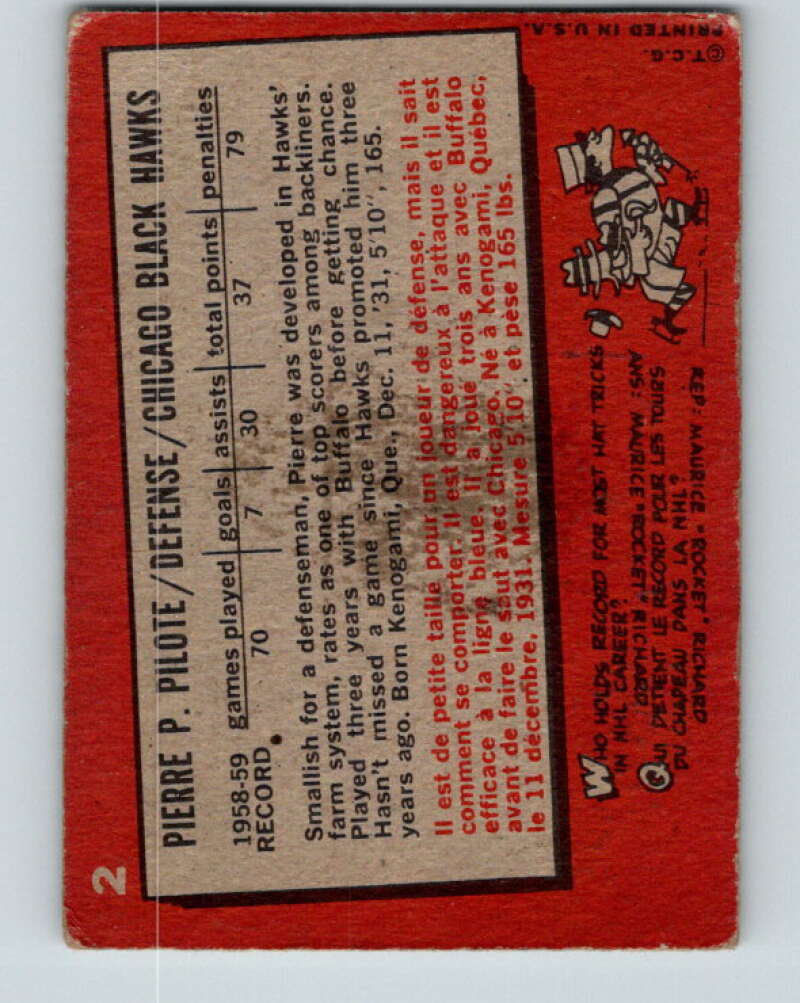 2
PIERRE P. PILOTE/DEFENSE/CHICAGO BLACK HAWKS
1958-59 RECORD
games played goals assists total points penalties
70 7 30 37 79
Smallish for a defenseman, Pierre was developed in Hawks'
farm system, rates as one of top scorers among backliners.
Played three years with Buffalo before getting chance.
Hasn't missed a game since Hawks promoted him three
years ago. Born Kenogami, Que., Dec. 11, '31, 5'10", 165.
Il est de petite taille pour un joueur de défense, mais il sait
comment se comporter. Il est dangereux à l'attaque et il est
efficace à la ligne bleue. Il a joué trois ans avec Buffalo
avant de faire le saut avec Chicago. Né à Kenogami, Québec,
le 11 décembre, 1931. Mesure 5'10" et pèse 165 lbs.
WHO HOLDS RECORD FOR MOST HAT TRICKS
IN NHL CAREER?
ANS: MAURICE "ROCKET" RICHARD
QUI DETIENT LE RECORD POUR LES TOURS
DU CHAPEAU DANS LA NHL?
REP: MAURICE "ROCKET" RICHARD
© T.C.G.
PRINTED IN U.S.A.